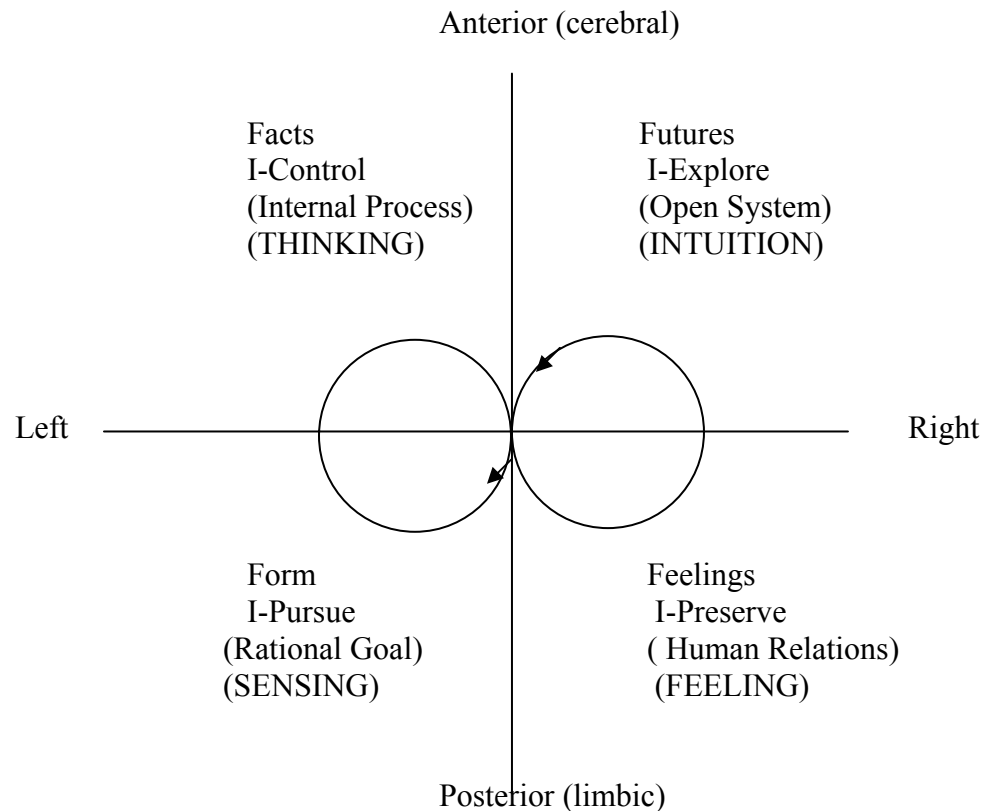 Anterior (cerebral)
Facts
I-Control
(Internal Process)
(THINKING)
Futures
I-Explore
(Open System)
(INTUITION)
Left
Right
Form
I-Pursue
(Rational Goal)
(SENSING)
Feelings
I-Preserve
( Human Relations)
(FEELING)
Posterior (limbic)